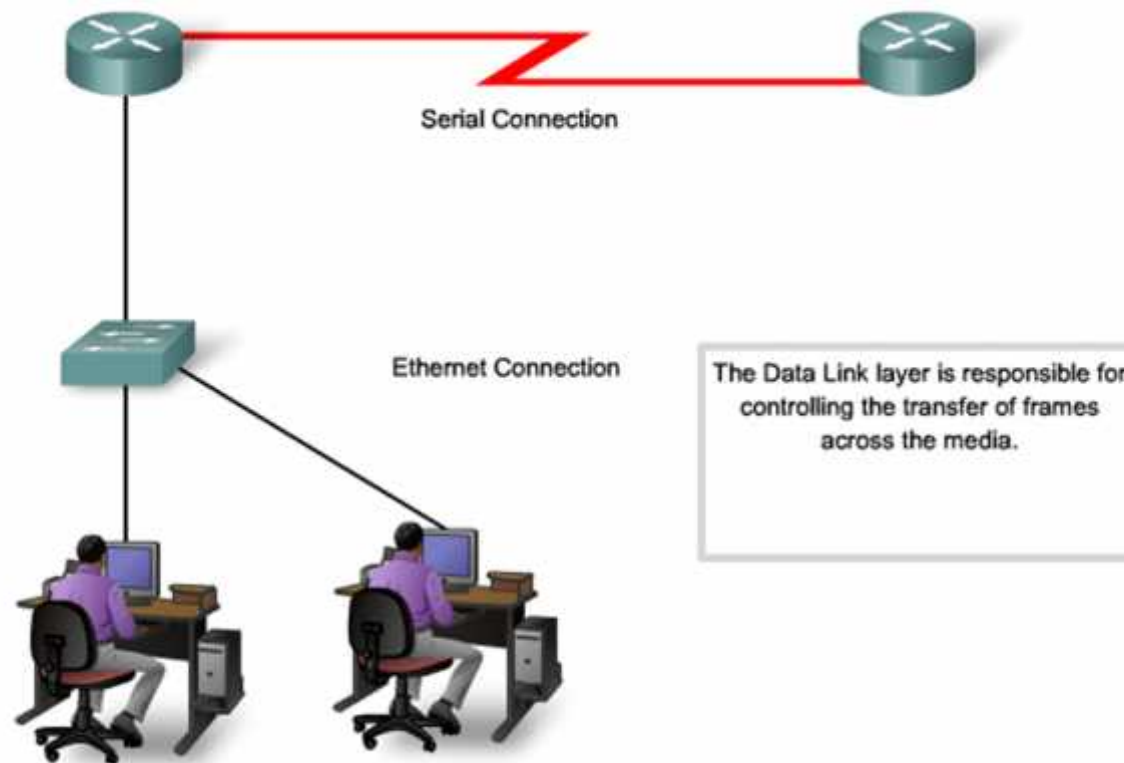 Serial Connection
Ethernet Connection
The Data Link layer is responsible for
controlling the transfer of frames
across the media.